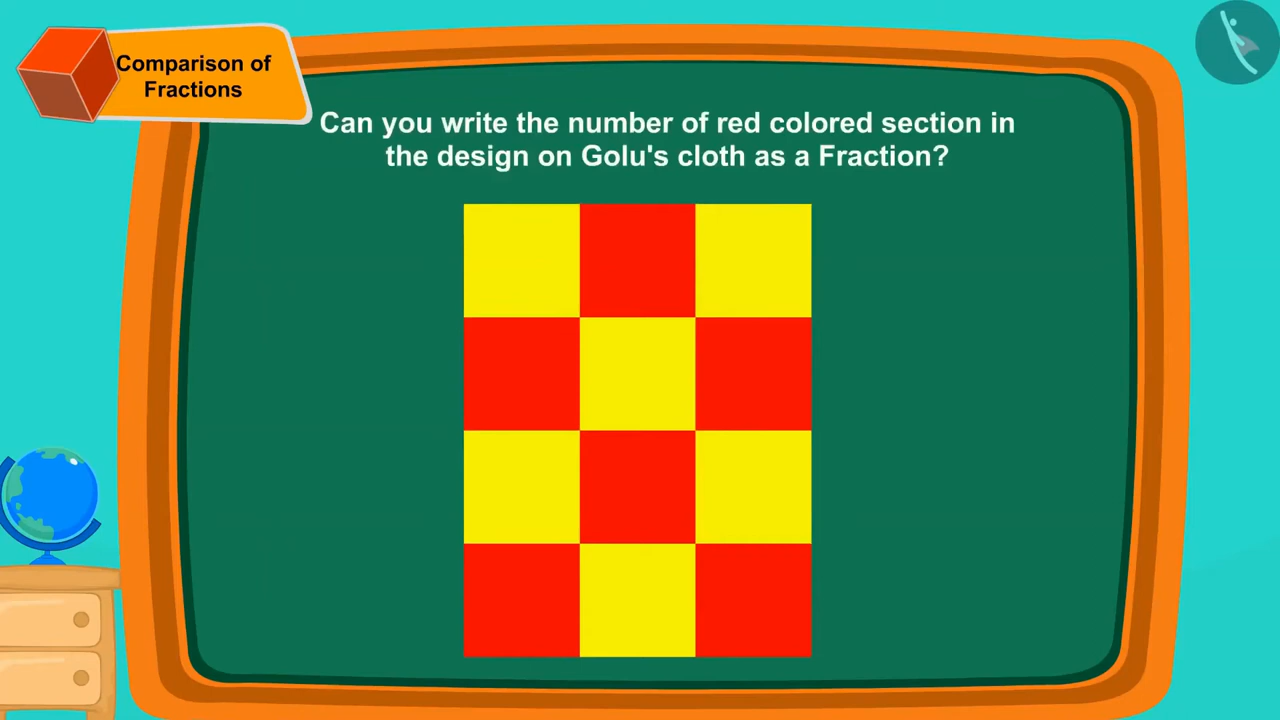 Comparison of
Fractions
Can you write the number of red colored section in
the design on Golu's cloth as a Fraction?